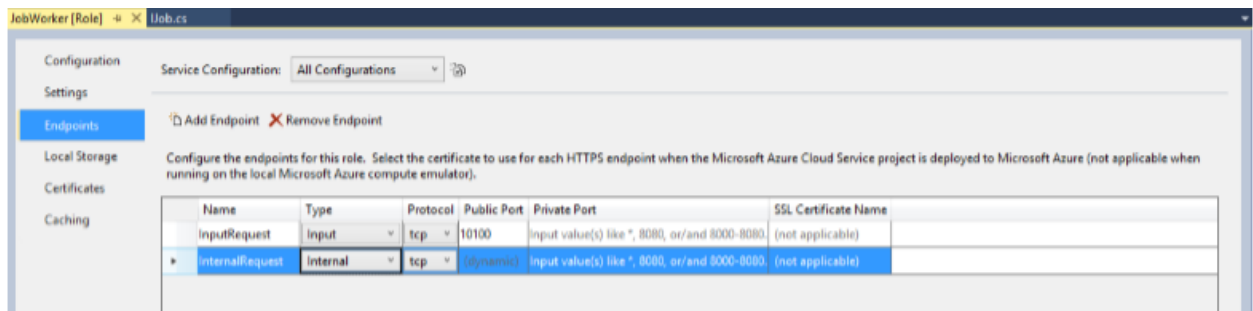 JobWorker [Role] IJob.cs
Configuration
Settings
Endpoints
Local Storage
Certificates
Caching
Service Configuration: All Configurations
Add Endpoint Remove Endpoint
Configure the endpoints for this role. Select the certificate to use for each HTTPS endpoint when the Microsoft Azure Cloud Service project is deployed to Microsoft Azure (not applicable when
running on the local Microsoft Azure compute emulator).
Name Type Protocol Public Port Private Port SSL Certificate Name
InputRequest Input tcp 10100 Input value(s) like *, 8080, or/and 8000-8080. (not applicable)
InternalRequest Internal tcp (dynamic) Input value(s) like *, 8080, or/and 8000-8080. (not applicable)